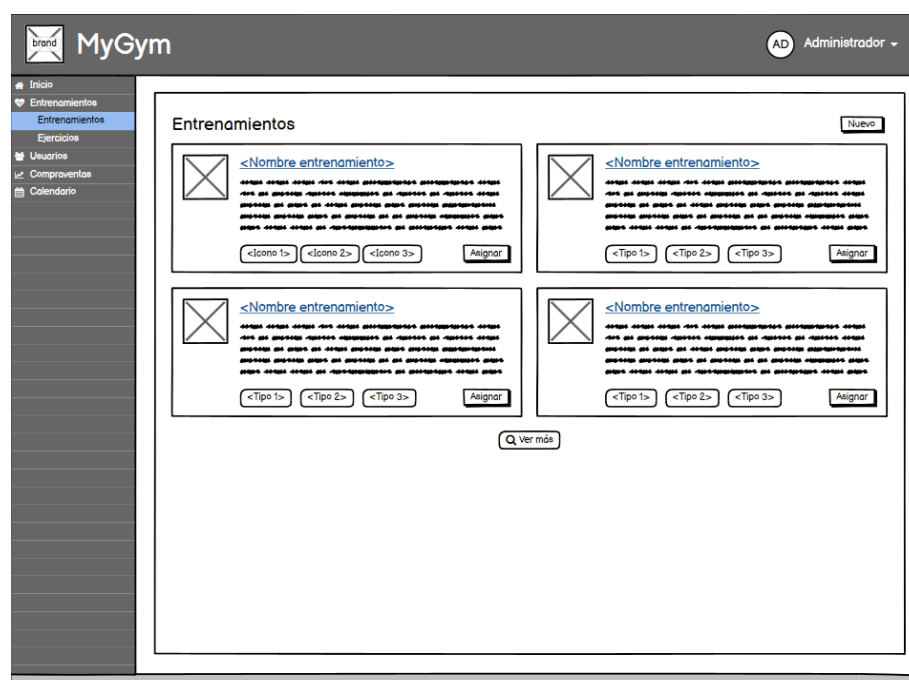 brand
MyGym
AD
Administrador
Inicio
Entrenamientos
Entrenamientos
Ejercicios
Usuarios
Compraventas
Calendario
Entrenamientos
Nuevo
<Nombre entrenamiento>
<Icono 1>
<Icono 2>
<Icono 3>
Asignar
<Nombre entrenamiento>
<Tipo 1>
<Tipo 2>
<Tipo 3>
Asignar
<Nombre entrenamiento>
<Tipo 1>
<Tipo 2>
<Tipo 3>
Asignar
<Nombre entrenamiento>
<Tipo 1>
<Tipo 2>
<Tipo 3>
Asignar
Ver más